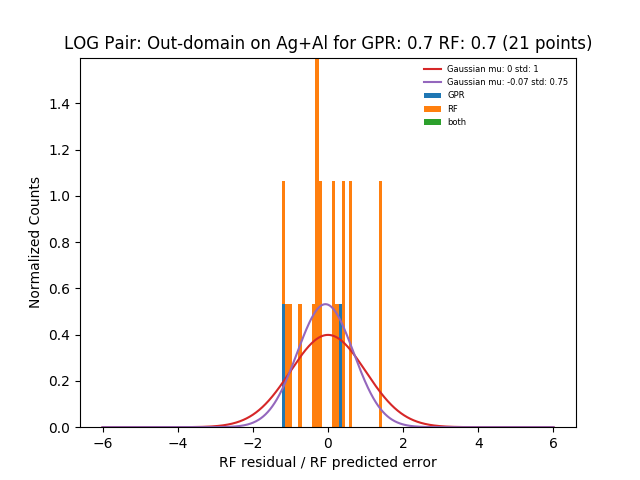 LOG Pair: Out-domain on Ag+Al for GPR: 0.7 RF: 0.7 (21 points)
Gaussian mu: 0 std: 1
Gaussian mu: -0.07 std: 0.75
GPR
RF
both
Normalized Counts
1.4
1.2
1.0
0.8
0.6
0.4
0.2
0.0
−6
−4
−2
0
2
4
6
RF residual / RF predicted error